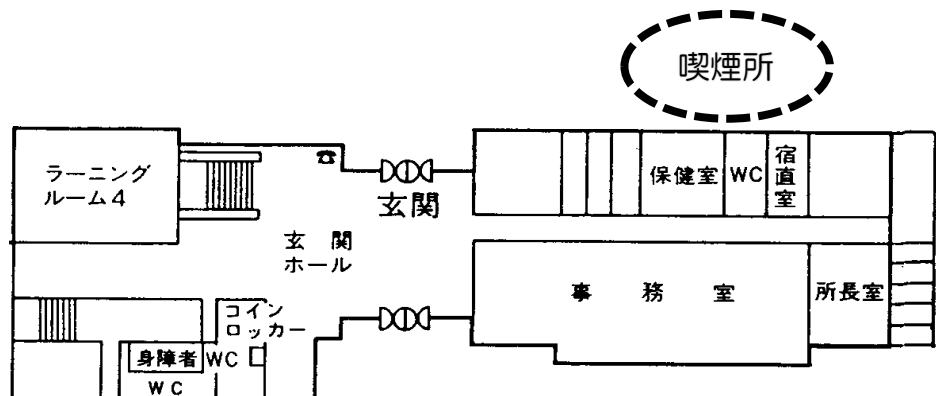 喫煙所
ラーニング
ルーム4
☎
保健室
WC
宿直室
玄関
玄関
ホール
事務室
所長室
コイン
ロッカー
身障者
WC
WC